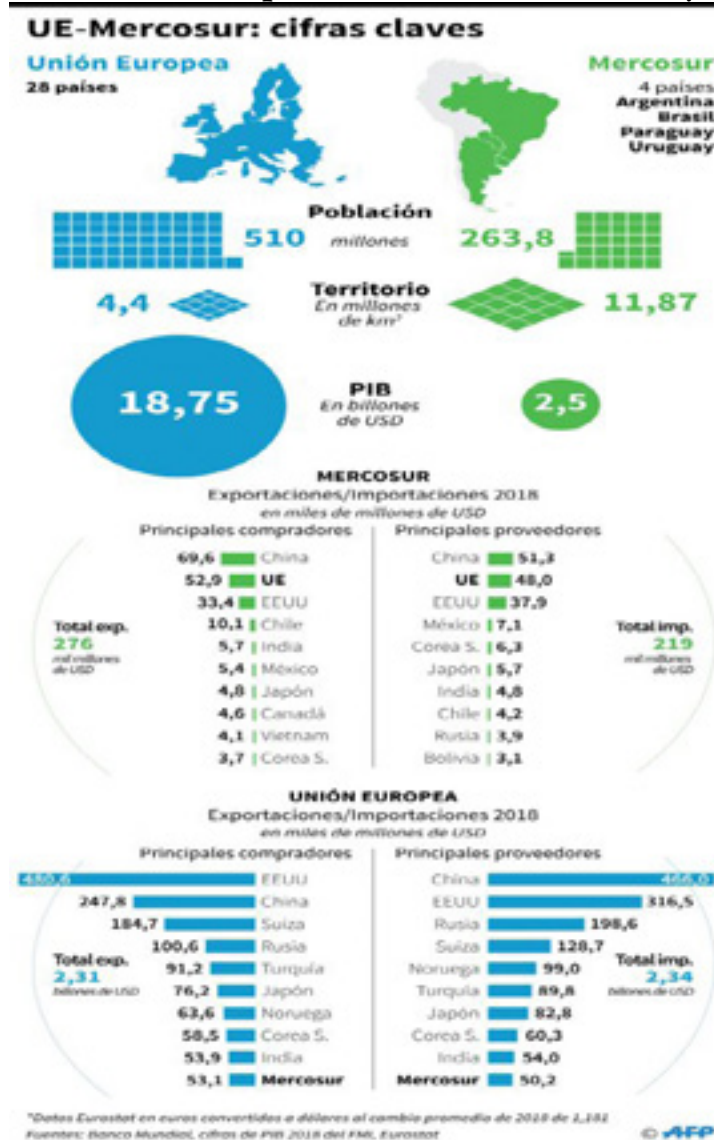 UE-Mercosur: cifras claves
Unión Europea
28 países
Mercosur
4 países
Argentina
Brasil
Paraguay
Uruguay
Población
510 millones 263,8
Territorio
4,4 En millones 11,87
de km²
PIB
18,75 En billones 2,5
de USD
MERCOSUR
Exportaciones/Importaciones 2018
en miles de millones de USD
Principales compradores Principales proveedores
69,6 China China 51,3
52,9 UE UE 48,0
33,4 EEUU EEUU 37,9
10,1 Chile México 7,1
5,7 India Corea S. 6,3
5,4 México Japón 5,7
4,8 Japón India 4,8
4,6 Canadá Chile 4,2
4,1 Vietnam Rusia 3,9
3,7 Corea S. Bolivia 3,1
Total exp.
276
mil millones
de USD
Total imp.
219
mil millones
de USD
UNIÓN EUROPEA
Exportaciones/Importaciones 2018
en miles de millones de USD
Principales compradores Principales proveedores
480,6 EEUU China 466,0
247,8 China EEUU 316,5
184,7 Suiza Rusia 198,6
100,6 Rusia Suiza 128,7
91,2 Turquía Noruega 99,0
76,2 Japón Turquía 89,8
63,6 Noruega Japón 82,8
58,5 Corea S. Corea S. 60,3
53,9 India India 54,0
53,1 Mercosur Mercosur 50,2
Total exp.
2,31
billones de USD
Total imp.
2,34
billones de USD
*Datos Eurostat en euros convertidos a dólares al cambio promedio de 2018 de 1,181
Fuentes: Banco Mundial, cifras de PIB 2018 del FMI, Eurostat
© AFP